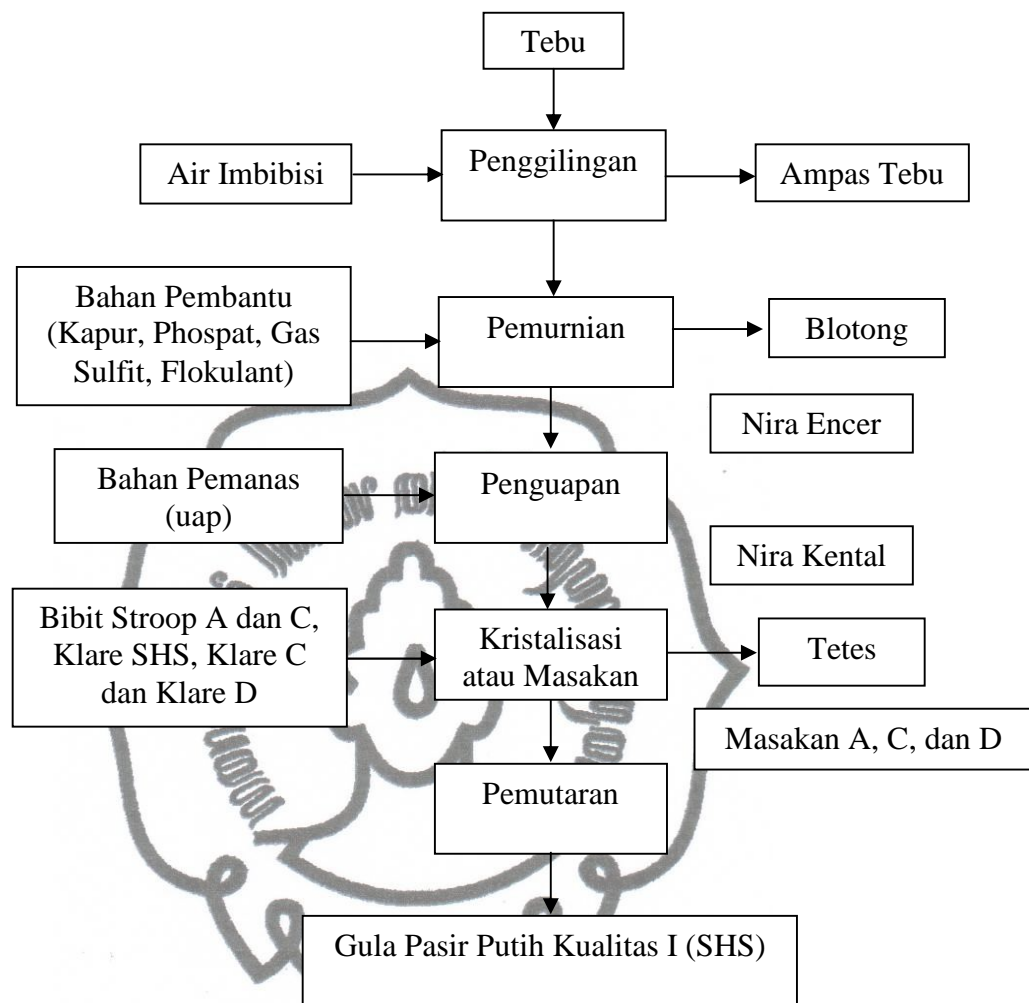 Tebu
Air Imbibisi
Penggilingan
Ampas Tebu
Bahan Pembantu
(Kapur, Phospat, Gas
Sulfit, Flokulant)
Pemurnian
Blotong
Nira Encer
Bahan Pemanas
(uap)
Penguapan
Nira Kental
Bibit Stroop A dan C,
Klare SHS, Klare C
dan Klare D
Kristalisasi
atau Masakan
Tetes
Masakan A, C, dan D
Pemutaran
Gula Pasir Putih Kualitas I (SHS)